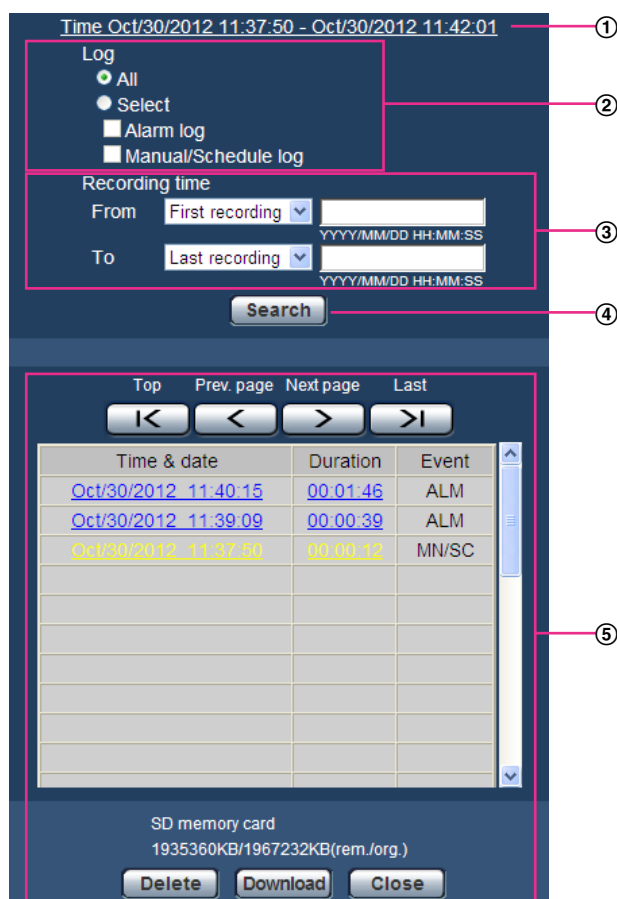 Time Oct/30/2012 11:37:50 - Oct/30/2012 11:42:01 ①
Log
All
Select ②
Alarm log
Manual/Schedule log
Recording time
From First recording
YYYY/MM/DD HH:MM:SS ③
To Last recording
YYYY/MM/DD HH:MM:SS
Search ④
Top Prev. page Next page Last
Time & date Duration Event
Oct/30/2012 11:40:15 00:01:46 ALM
Oct/30/2012 11:39:09 00:00:39 ALM
Oct/30/2012 11:37:50 00:00:12 MN/SC
⑤
SD memory card
1935360KB/1967232KB(rem./org.)
Delete Download Close